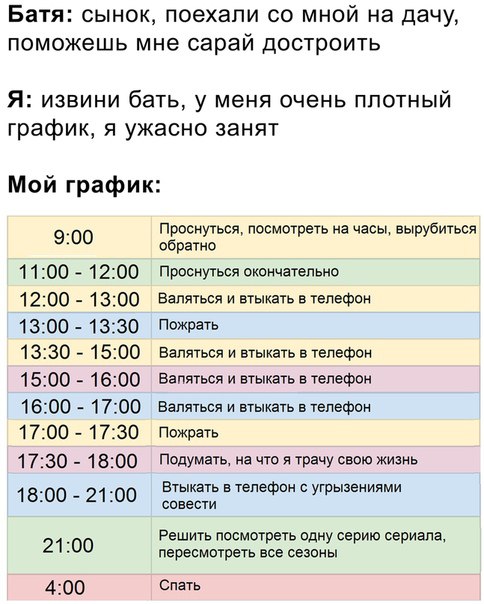 Батя: сынок, поехали со мной на дачу,
поможешь мне сарай достроить
Я: извини бать, у меня очень плотный
график, я ужасно занят
Мой график:
9:00 Проснуться, посмотреть на часы, вырубиться
обратно
11:00 - 12:00 Проснуться окончательно
12:00 - 13:00 Валяться и втыкать в телефон
13:00 - 13:30 Пожрать
13:30 - 15:00 Валяться и втыкать в телефон
15:00 - 16:00 Вапяться и втыкать в телефон
16:00 - 17:00 Валяться и втыкать в телефон
17:00 - 17:30 Пожрать
17:30 - 18:00 Подумать, на что я трачу свою жизнь
18:00 - 21:00 Втыкать в телефон с угрызениями
совести
21:00 Решить посмотреть одну серию сериала,
пересмотреть все сезоны
4:00 Спать